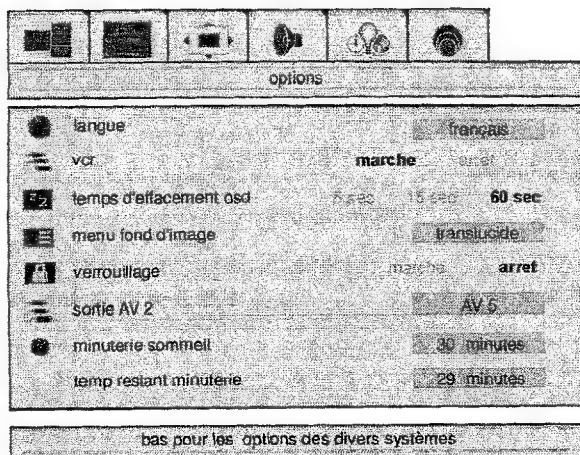 options
langue français
vcr marche arret
temps d'effacement osd 5 sec 15 sec 60 sec
menu fond d'image translucide
verrouillage marche arret
sortie AV 2 AV 5
minuterie sommeil 30 minutes
temp restant minuterie 29 minutes
bas pour les options des divers systèmes